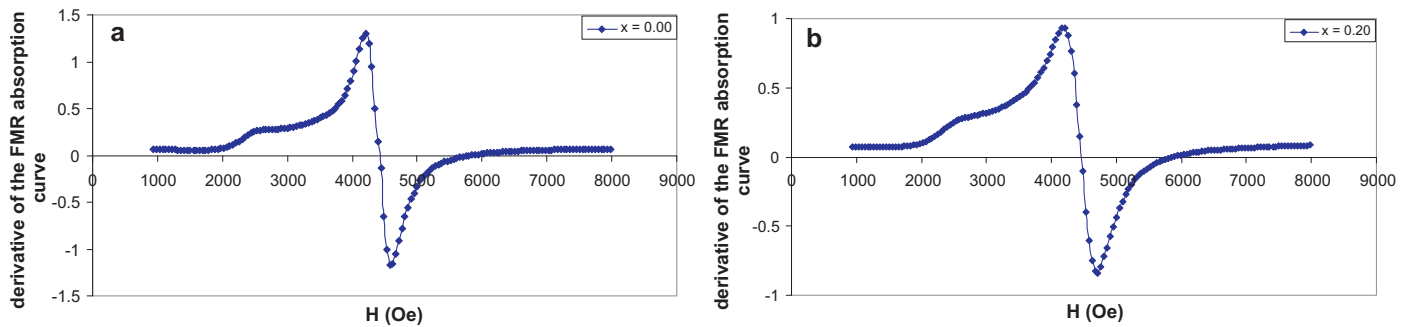 a
x = 0.00
derivative of the FMR absorption
curve
1.5
1
0.5
0
-0.5
-1
-1.5
0 1000 2000 3000 4000 5000 6000 7000 8000 9000
H (Oe)
b
x = 0.20
derivative of the FMR absorption
curve
1
0.5
0
-0.5
-1
0 1000 2000 3000 4000 5000 6000 7000 8000 9000
H (Oe)